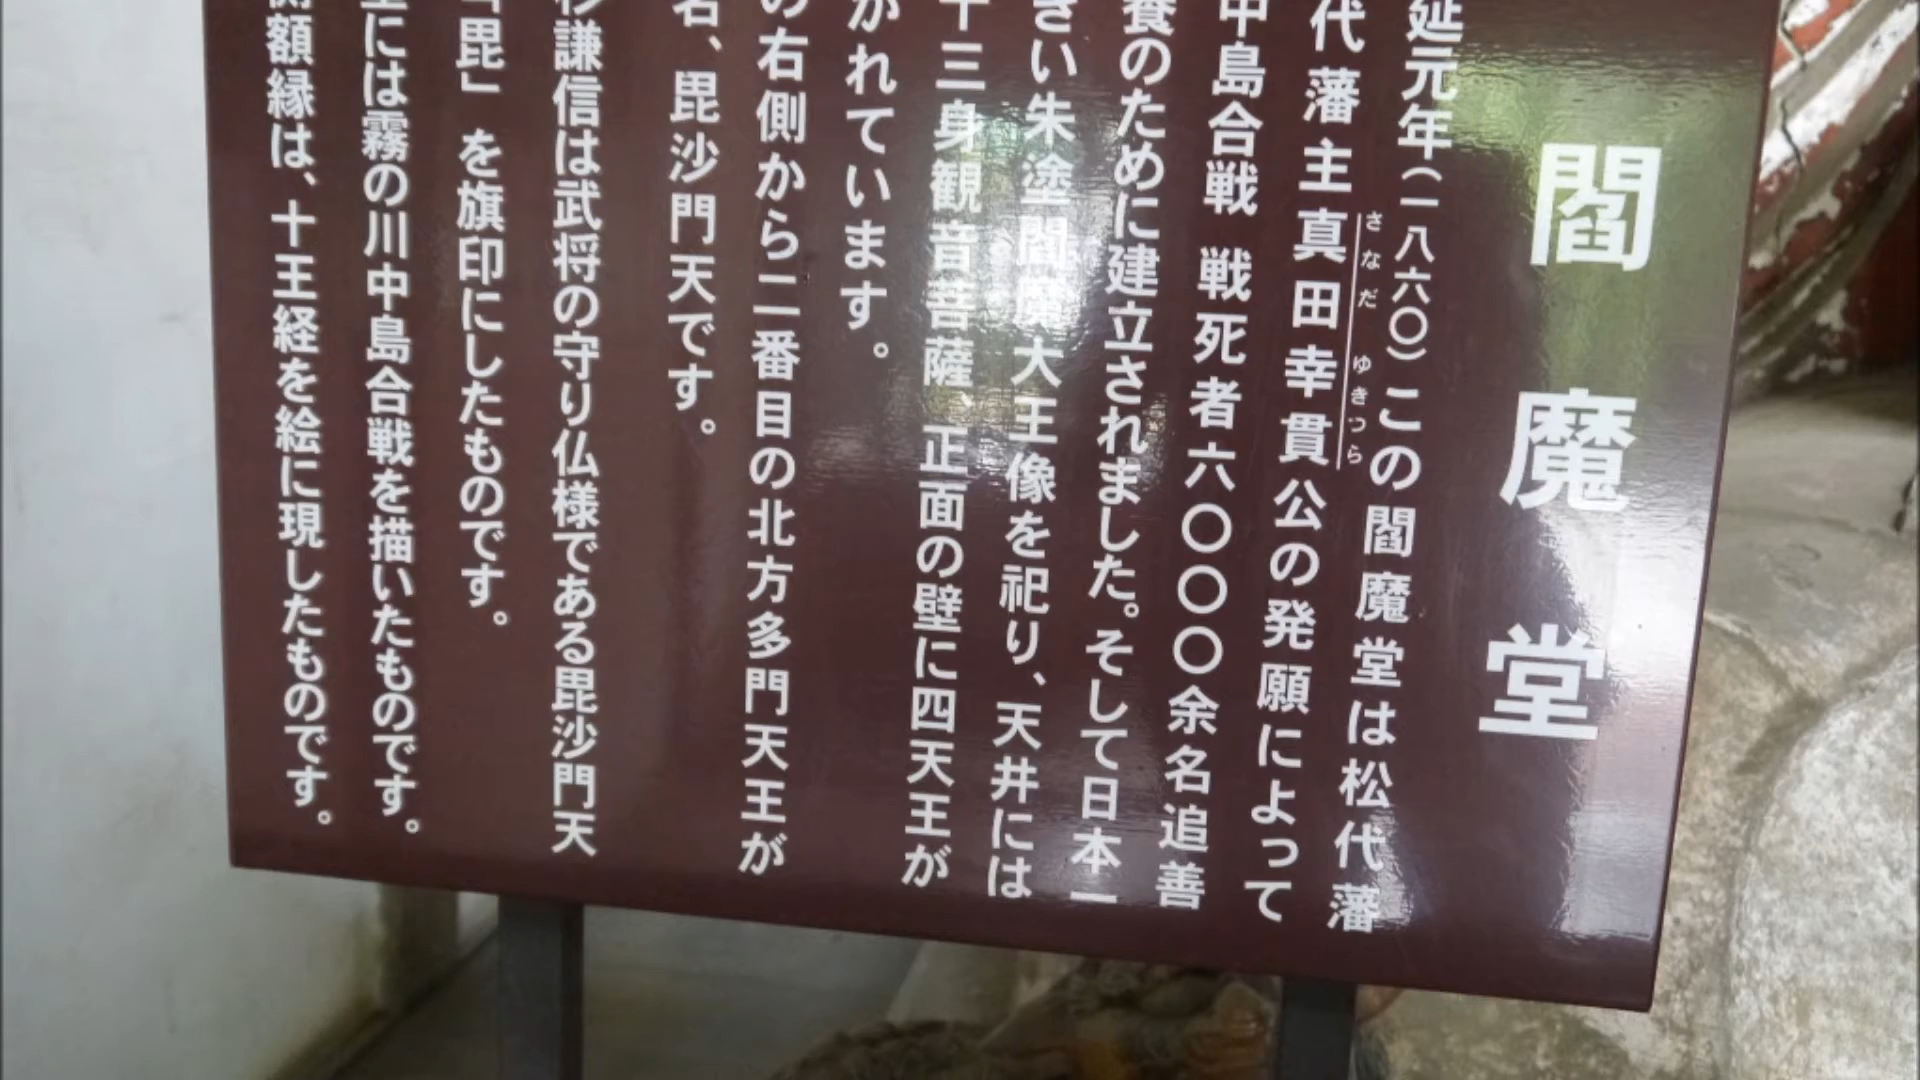 閻魔堂
延元年(一八六〇)この閻魔堂は松代藩
代藩主真田幸貫公の発願によって
さなだ ゆきつら
中島合戦 戦死者六〇〇〇余名追善
養のために建立されました。そして日本一
きい朱塗閻魔大王像を祀り、天井には
十三身観音菩薩、正面の壁に四天王が
かれています。
の右側から二番目の北方多門天王が
名、毘沙門天です。
杉謙信は武将の守り仏様である毘沙門天
毘」を旗印にしたものです。
には霧の川中島合戦を描いたものです。
側額縁は、十王経を絵に現したものです。